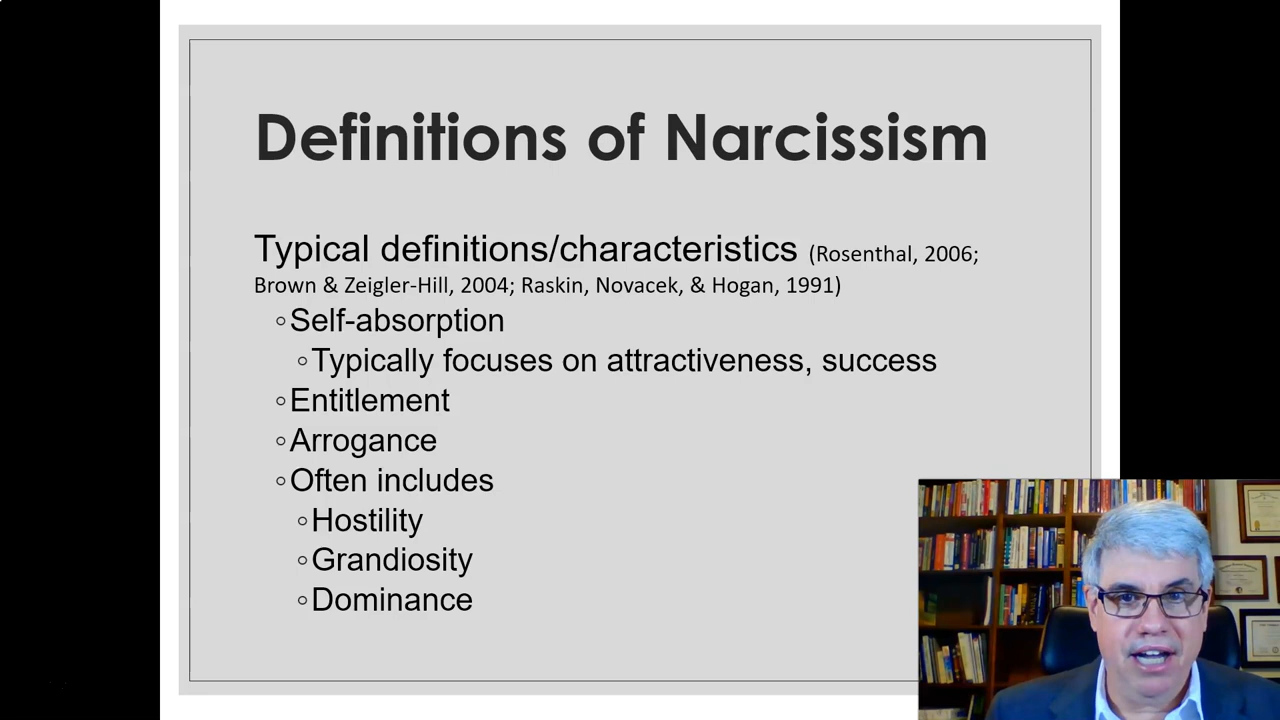 Definitions of Narcissism
Typical definitions/characteristics (Rosenthal, 2006;
Brown & Zeigler-Hill, 2004; Raskin, Novacek, & Hogan, 1991)
◦Self-absorption
◦Typically focuses on attractiveness, success
◦Entitlement
◦Arrogance
◦Often includes
◦Hostility
◦Grandiosity
◦Dominance